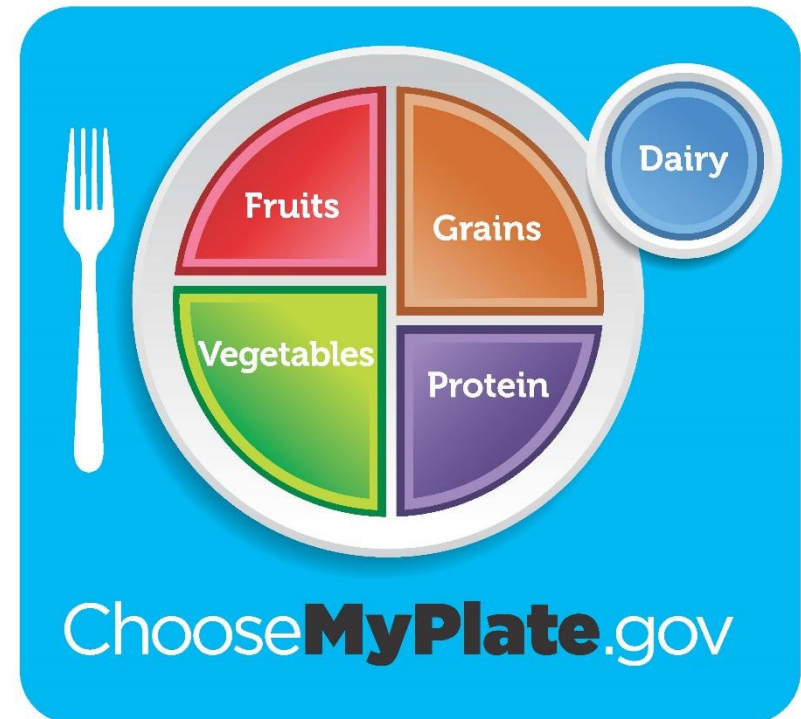 Fruits
Grains
Dairy
Vegetables
Protein
ChooseMyPlate.gov